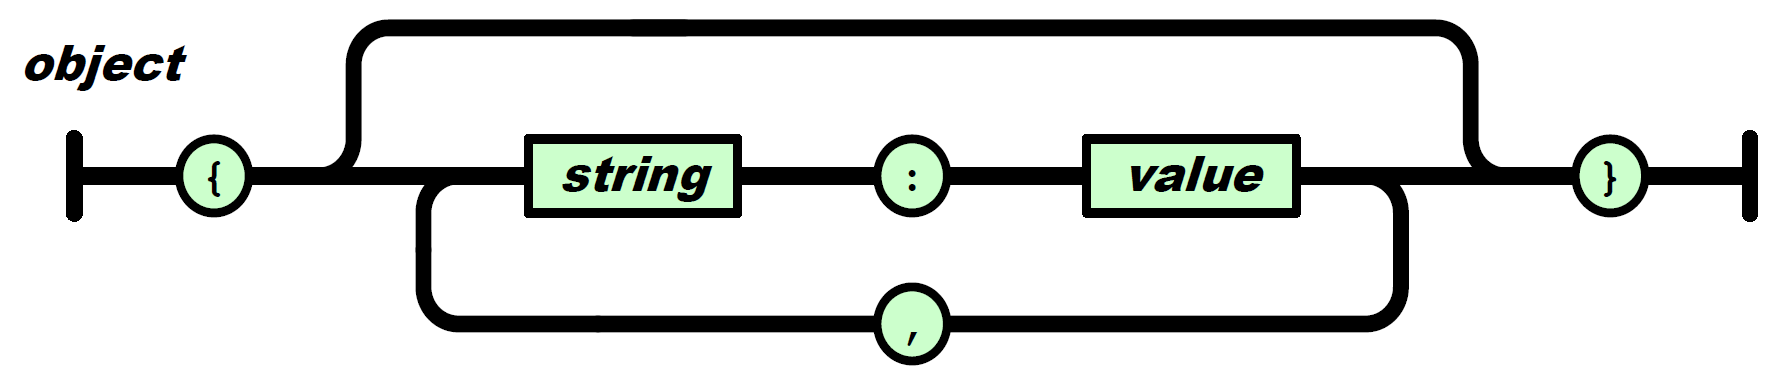 object
{ string : value }
,